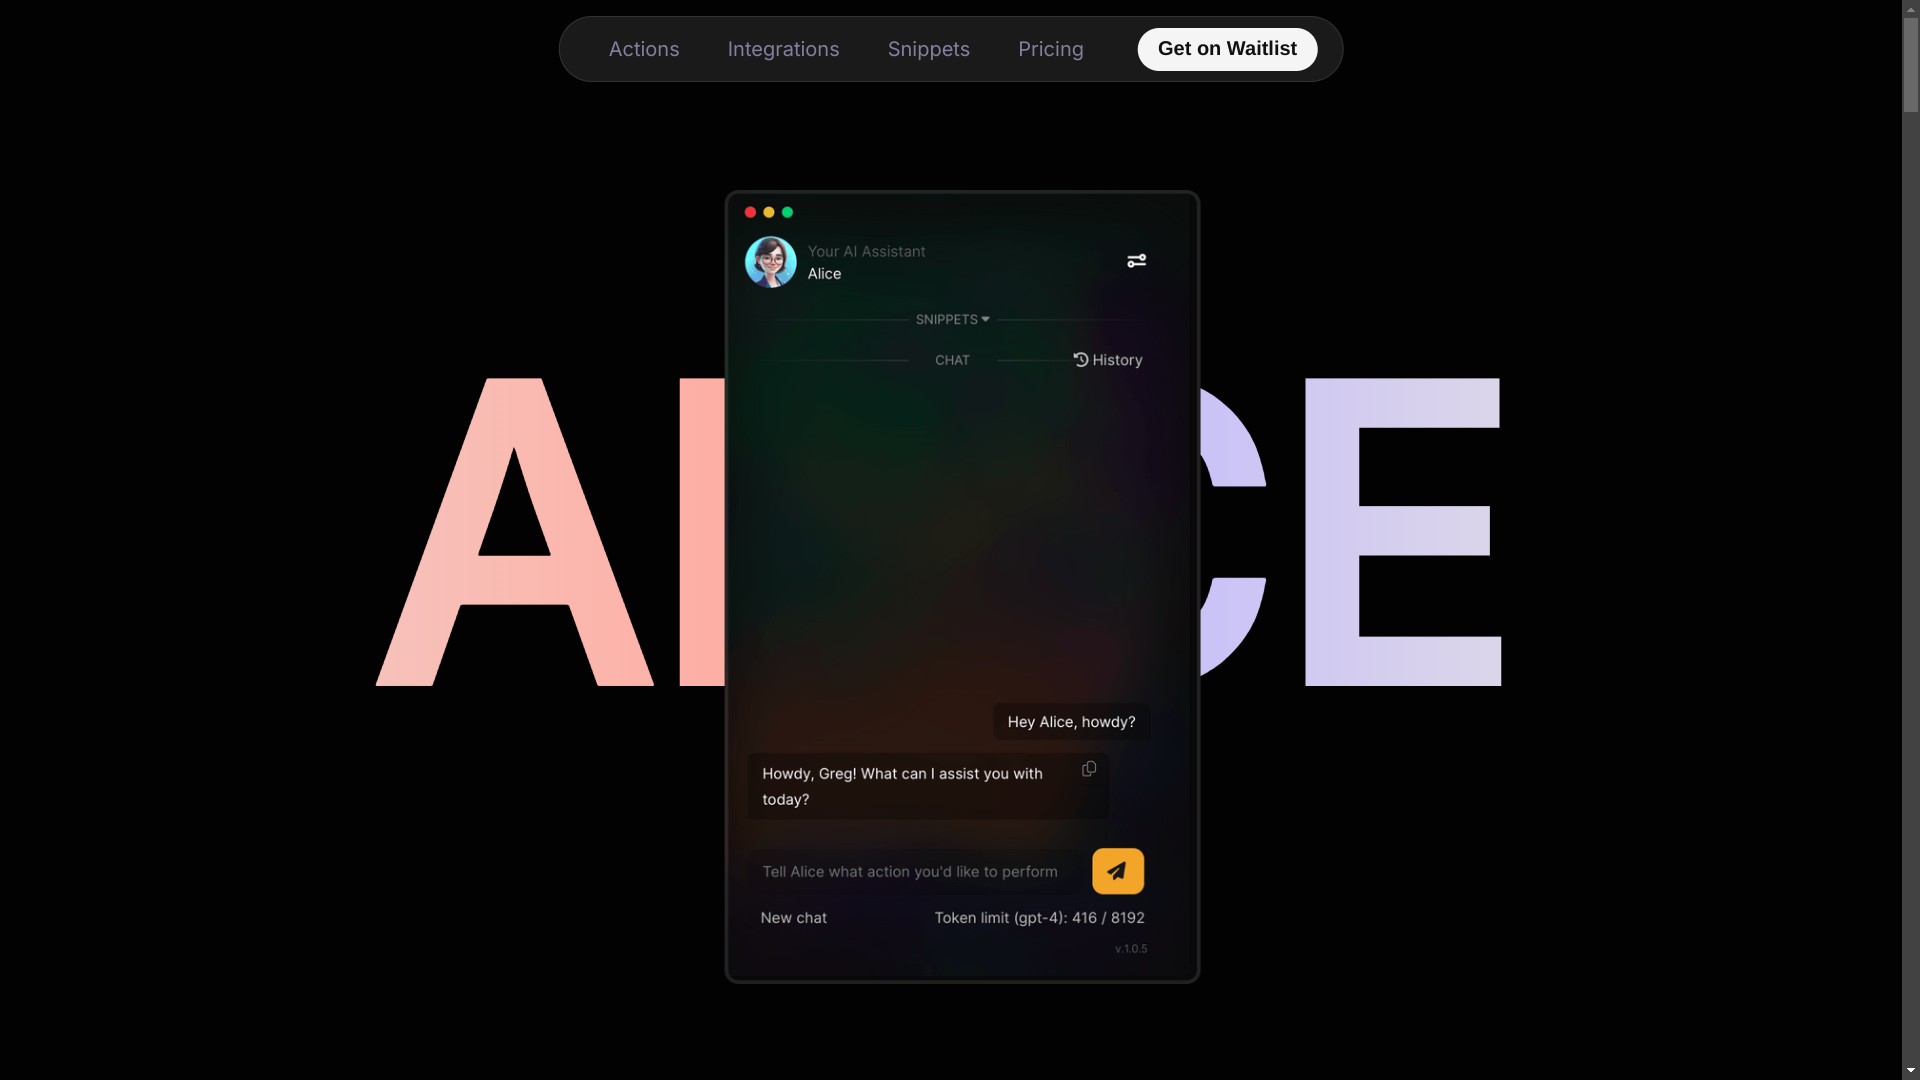 Actions Integrations Snippets Pricing Get on Waitlist
Your AI Assistant
Alice
SNIPPETS
CHAT History
A CE
Hey Alice, howdy?
Howdy, Greg! What can I assist you with
today?
Tell Alice what action you'd like to perform
New chat Token limit (gpt-4): 416 / 8192
v.1.0.5